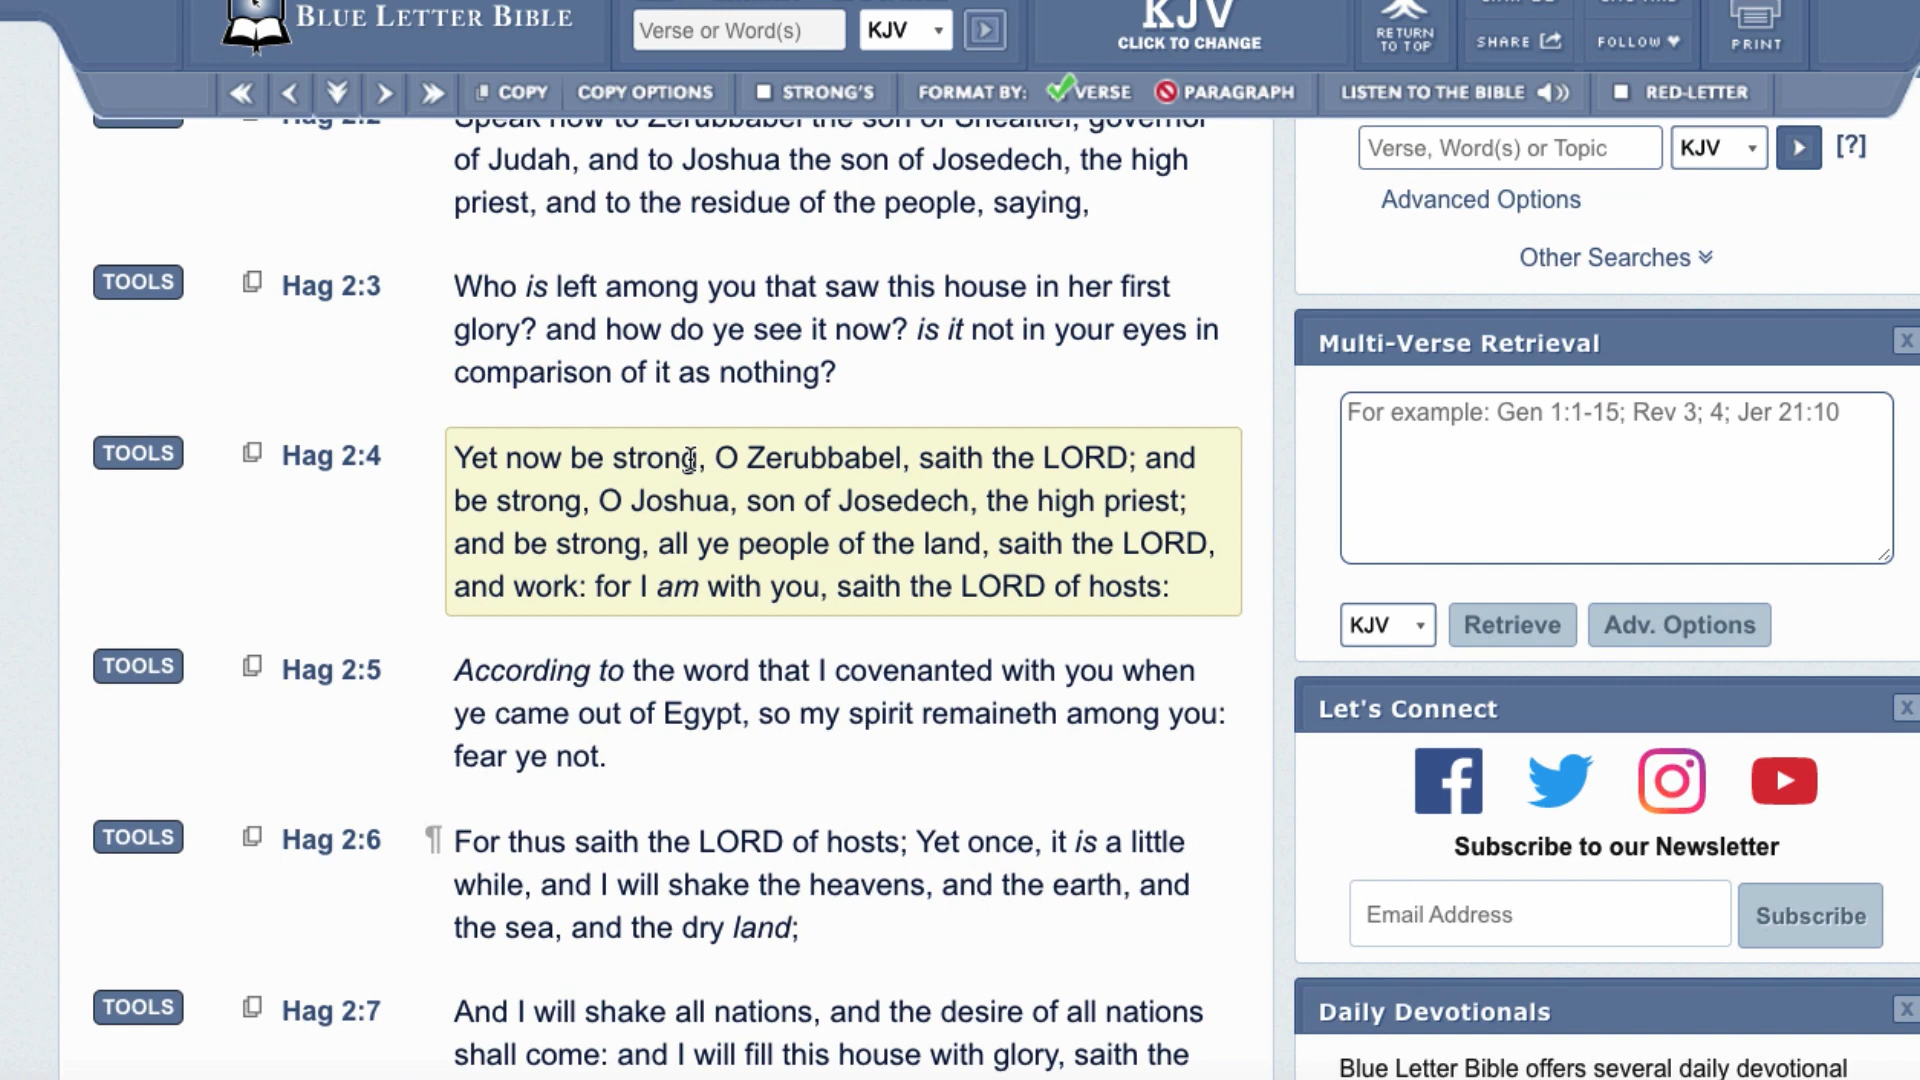 BLUE LETTER BIBLE
Verse or Word(s)
KJV
KJV
CLICK TO CHANGE
RETURN
TO TOP
SHARE
FOLLOW
PRINT
COPY
COPY OPTIONS
STRONG'S
FORMAT BY:
VERSE
PARAGRAPH
LISTEN TO THE BIBLE
RED-LETTER
Hag 2:2
Speak now to Zerubbabel the son of Shealtiel, governor
of Judah, and to Joshua the son of Josedech, the high
priest, and to the residue of the people, saying,
TOOLS
Hag 2:3
Who is left among you that saw this house in her first
glory? and how do ye see it now? is it not in your eyes in
comparison of it as nothing?
TOOLS
Hag 2:4
Yet now be strong, O Zerubbabel, saith the LORD; and
be strong, O Joshua, son of Josedech, the high priest;
and be strong, all ye people of the land, saith the LORD,
and work: for I am with you, saith the LORD of hosts:
TOOLS
Hag 2:5
According to the word that I covenanted with you when
ye came out of Egypt, so my spirit remaineth among you:
fear ye not.
TOOLS
Hag 2:6
¶ For thus saith the LORD of hosts; Yet once, it is a little
while, and I will shake the heavens, and the earth, and
the sea, and the dry land;
TOOLS
Hag 2:7
And I will shake all nations, and the desire of all nations
shall come: and I will fill this house with glory, saith the
Verse, Word(s) or Topic
KJV
[?]
Advanced Options
Other Searches
Multi-Verse Retrieval
X
For example: Gen 1:1-15; Rev 3; 4; Jer 21:10
KJV
Retrieve
Adv. Options
Let's Connect
X
Subscribe to our Newsletter
Email Address
Subscribe
Daily Devotionals
X
Blue Letter Bible offers several daily devotional